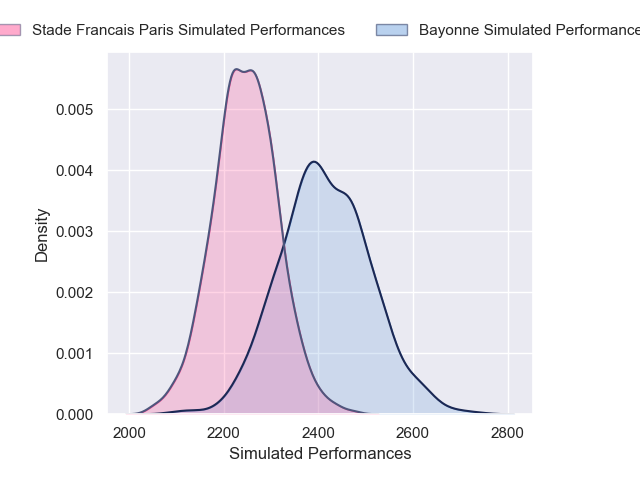 Stade Francais Paris Simulated Performances
Bayonne Simulated Performance
0.005
0.004
0.003
0.002
0.001
0.000
Density
2000 2200 2400 2600 2800
Simulated Performances